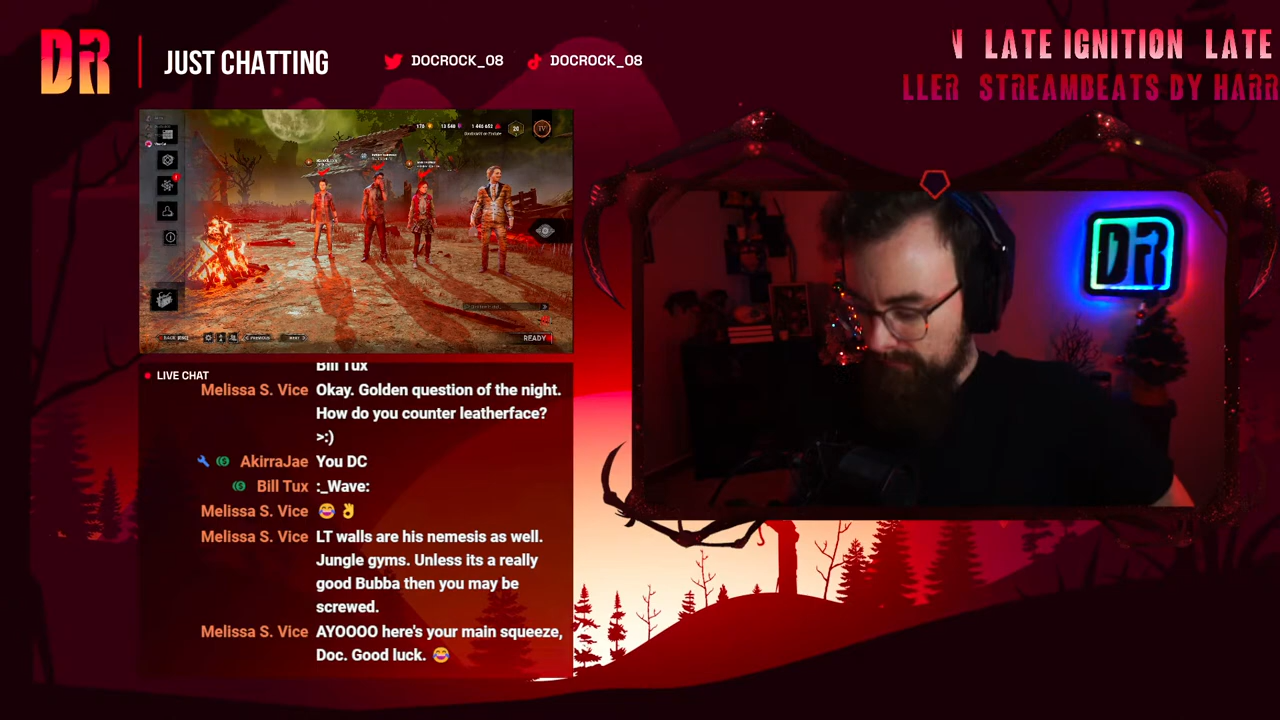 DR
JUST CHATTING
DOCROCK_08
DOCROCK_08
LATE IGNITION LATE
STREAMBEATS BY HARR
IV
READY
LIVE CHAT
Bill Tux
Melissa S. Vice Okay. Golden question of the night.
How do you counter leatherface?
>:)
AkirraJae You DC
Bill Tux :_Wave:
Melissa S. Vice 😂👌
Melissa S. Vice LT walls are his nemesis as well.
Jungle gyms. Unless its a really
good Bubba then you may be
screwed.
Melissa S. Vice AYOOOO here's your main squeeze,
Doc. Good luck. 😂
DR